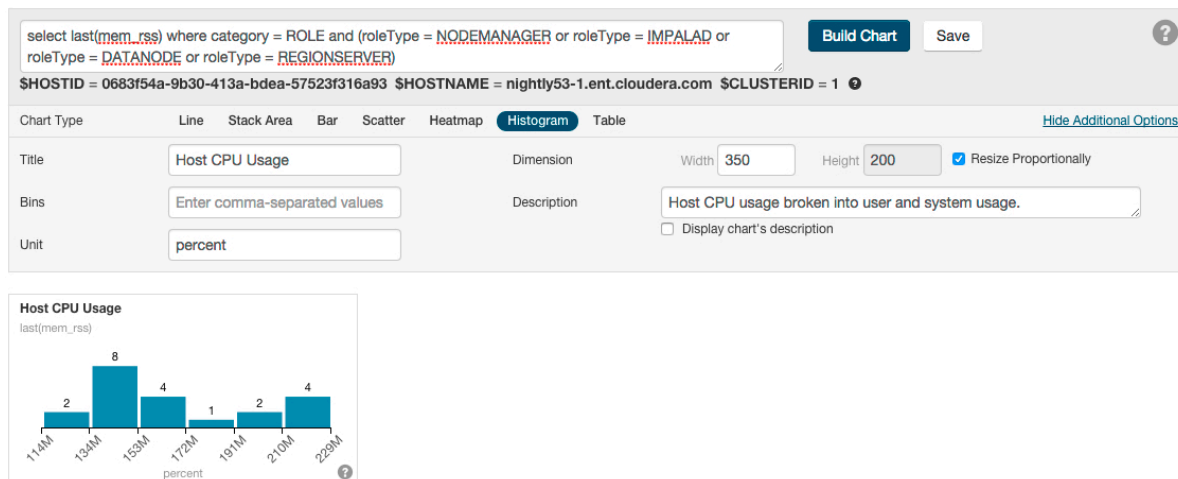 select last(mem_rss) where category = ROLE and (roleType = NODEMANAGER or roleType = IMPALAD or
roleType = DATANODE or roleType = REGIONSERVER)
Build Chart Save ?
$HOSTID = 0683f54a-9b30-413a-bdea-57523f316a93 $HOSTNAME = nightly53-1.ent.cloudera.com $CLUSTERID = 1 ?
Chart Type Line Stack Area Bar Scatter Heatmap Histogram Table Hide Additional Options
Title Host CPU Usage Dimension Width 350 Height 200 Resize Proportionally
Bins Enter comma-separated values Description Host CPU usage broken into user and system usage.
Display chart's description
Unit percent
Host CPU Usage
last(mem_rss)
2 8 4 1 2 4
114M 134M 153M 172M 191M 210M 229M
percent ?